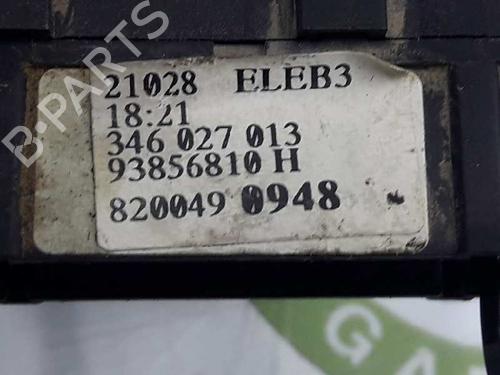 21028 ELEB3
18:21
346 027 013
93856810 H
820049 0948
B-PARTS
G A